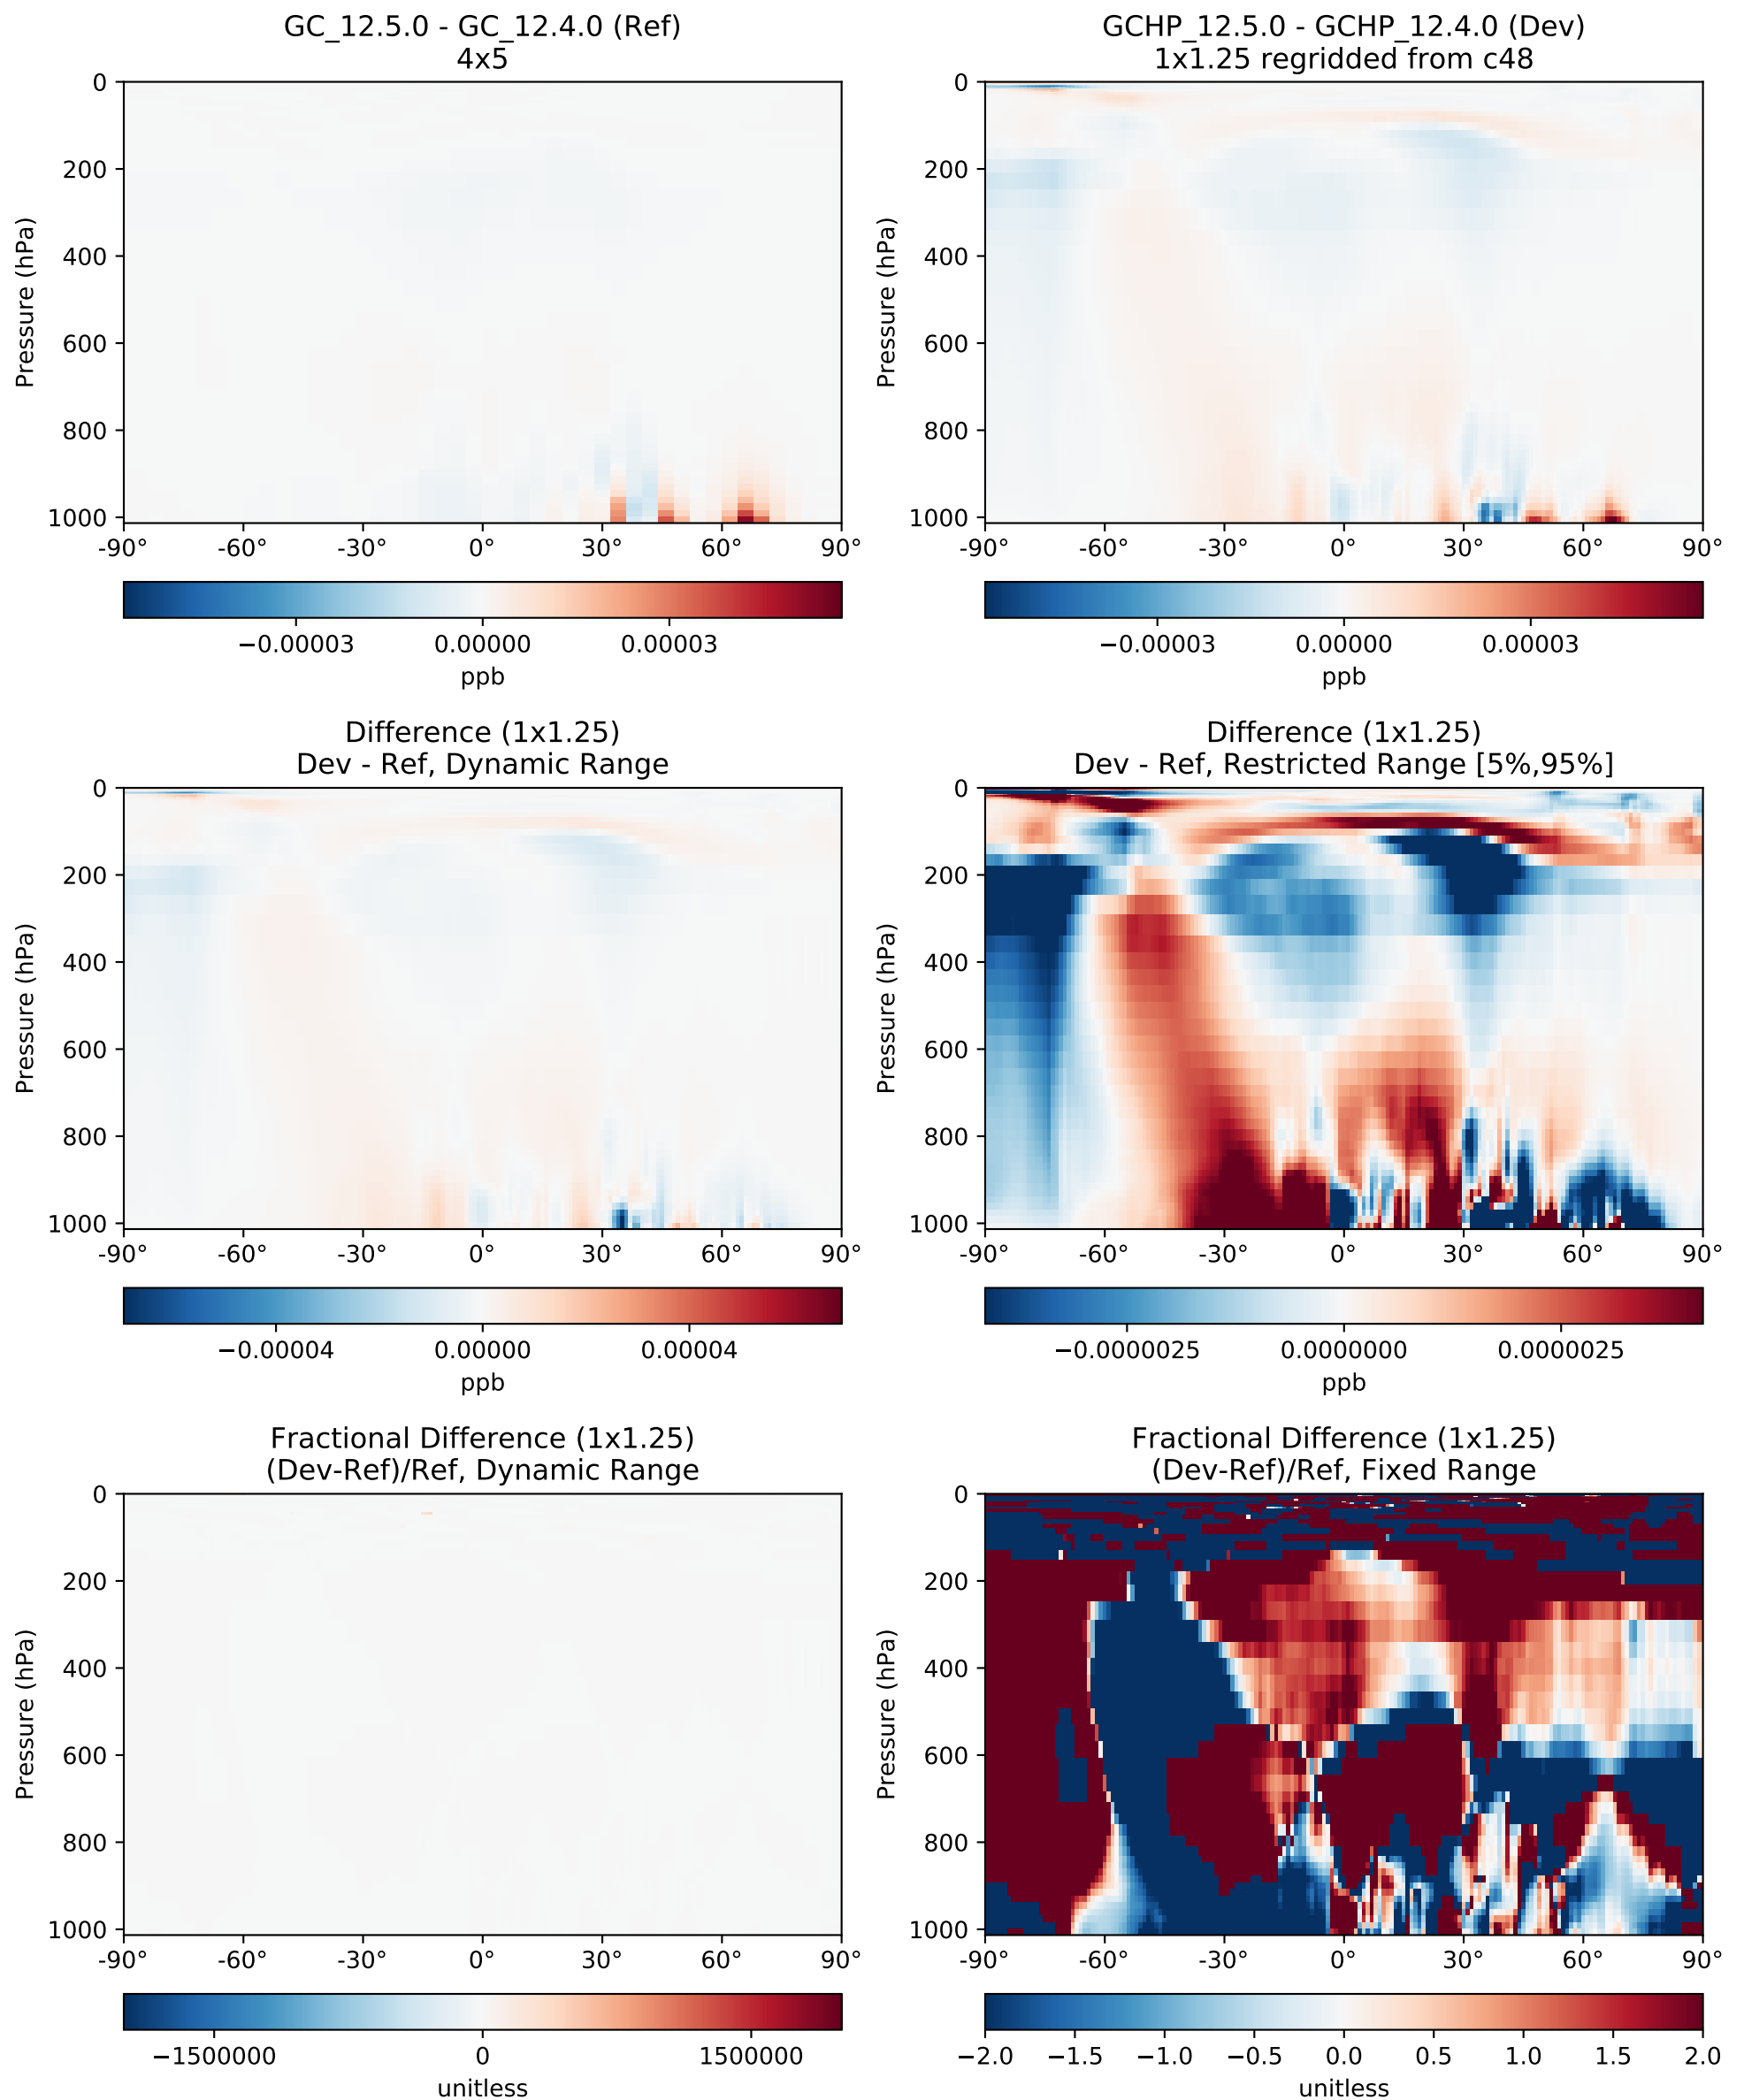 GC_12.5.0 - GC_12.4.0 (Ref)
4x5
0
200
400
600
800
1000
Pressure (hPa)
-90° -60° -30° 0° 30° 60° 90°
−0.00003 0.00000 0.00003
ppb
GCHP_12.5.0 - GCHP_12.4.0 (Dev)
1x1.25 regridded from c48
0
200
400
600
800
1000
Pressure (hPa)
-90° -60° -30° 0° 30° 60° 90°
−0.00003 0.00000 0.00003
ppb
Difference (1x1.25)
Dev - Ref, Dynamic Range
0
200
400
600
800
1000
Pressure (hPa)
-90° -60° -30° 0° 30° 60° 90°
−0.00004 0.00000 0.00004
ppb
Difference (1x1.25)
Dev - Ref, Restricted Range [5%,95%]
0
200
400
600
800
1000
Pressure (hPa)
-90° -60° -30° 0° 30° 60° 90°
−0.0000025 0.0000000 0.0000025
ppb
Fractional Difference (1x1.25)
(Dev-Ref)/Ref, Dynamic Range
0
200
400
600
800
1000
Pressure (hPa)
-90° -60° -30° 0° 30° 60° 90°
−1500000 0 1500000
unitless
Fractional Difference (1x1.25)
(Dev-Ref)/Ref, Fixed Range
0
200
400
600
800
1000
Pressure (hPa)
-90° -60° -30° 0° 30° 60° 90°
−2.0 −1.5 −1.0 −0.5 0.0 0.5 1.0 1.5 2.0
unitless